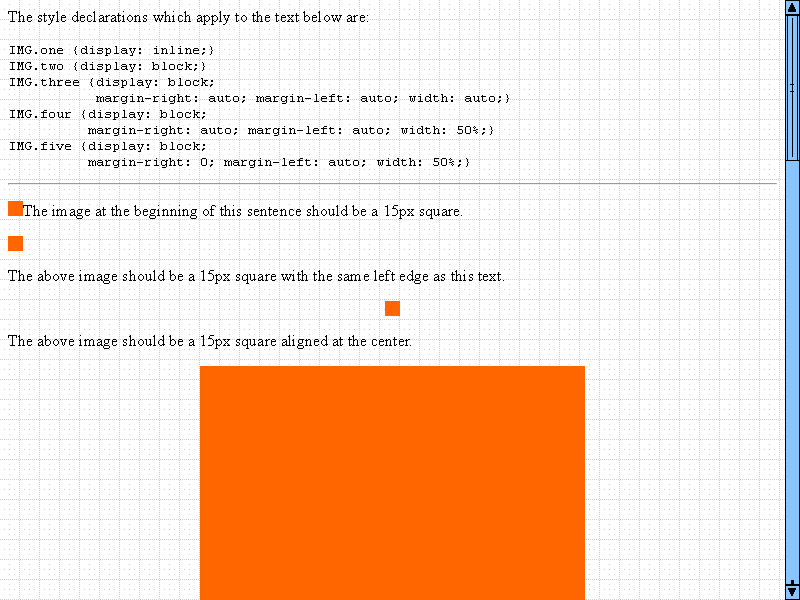 The style declarations which apply to the text below are:
IMG.one {display: inline;}
IMG.two {display: block;}
IMG.three {display: block;
margin-right: auto; margin-left: auto; width: auto;}
IMG.four {display: block;
margin-right: auto; margin-left: auto; width: 50%;}
IMG.five {display: block;
margin-right: 0; margin-left: auto; width: 50%;}
The image at the beginning of this sentence should be a 15px square.
The above image should be a 15px square with the same left edge as this text.
The above image should be a 15px square aligned at the center.